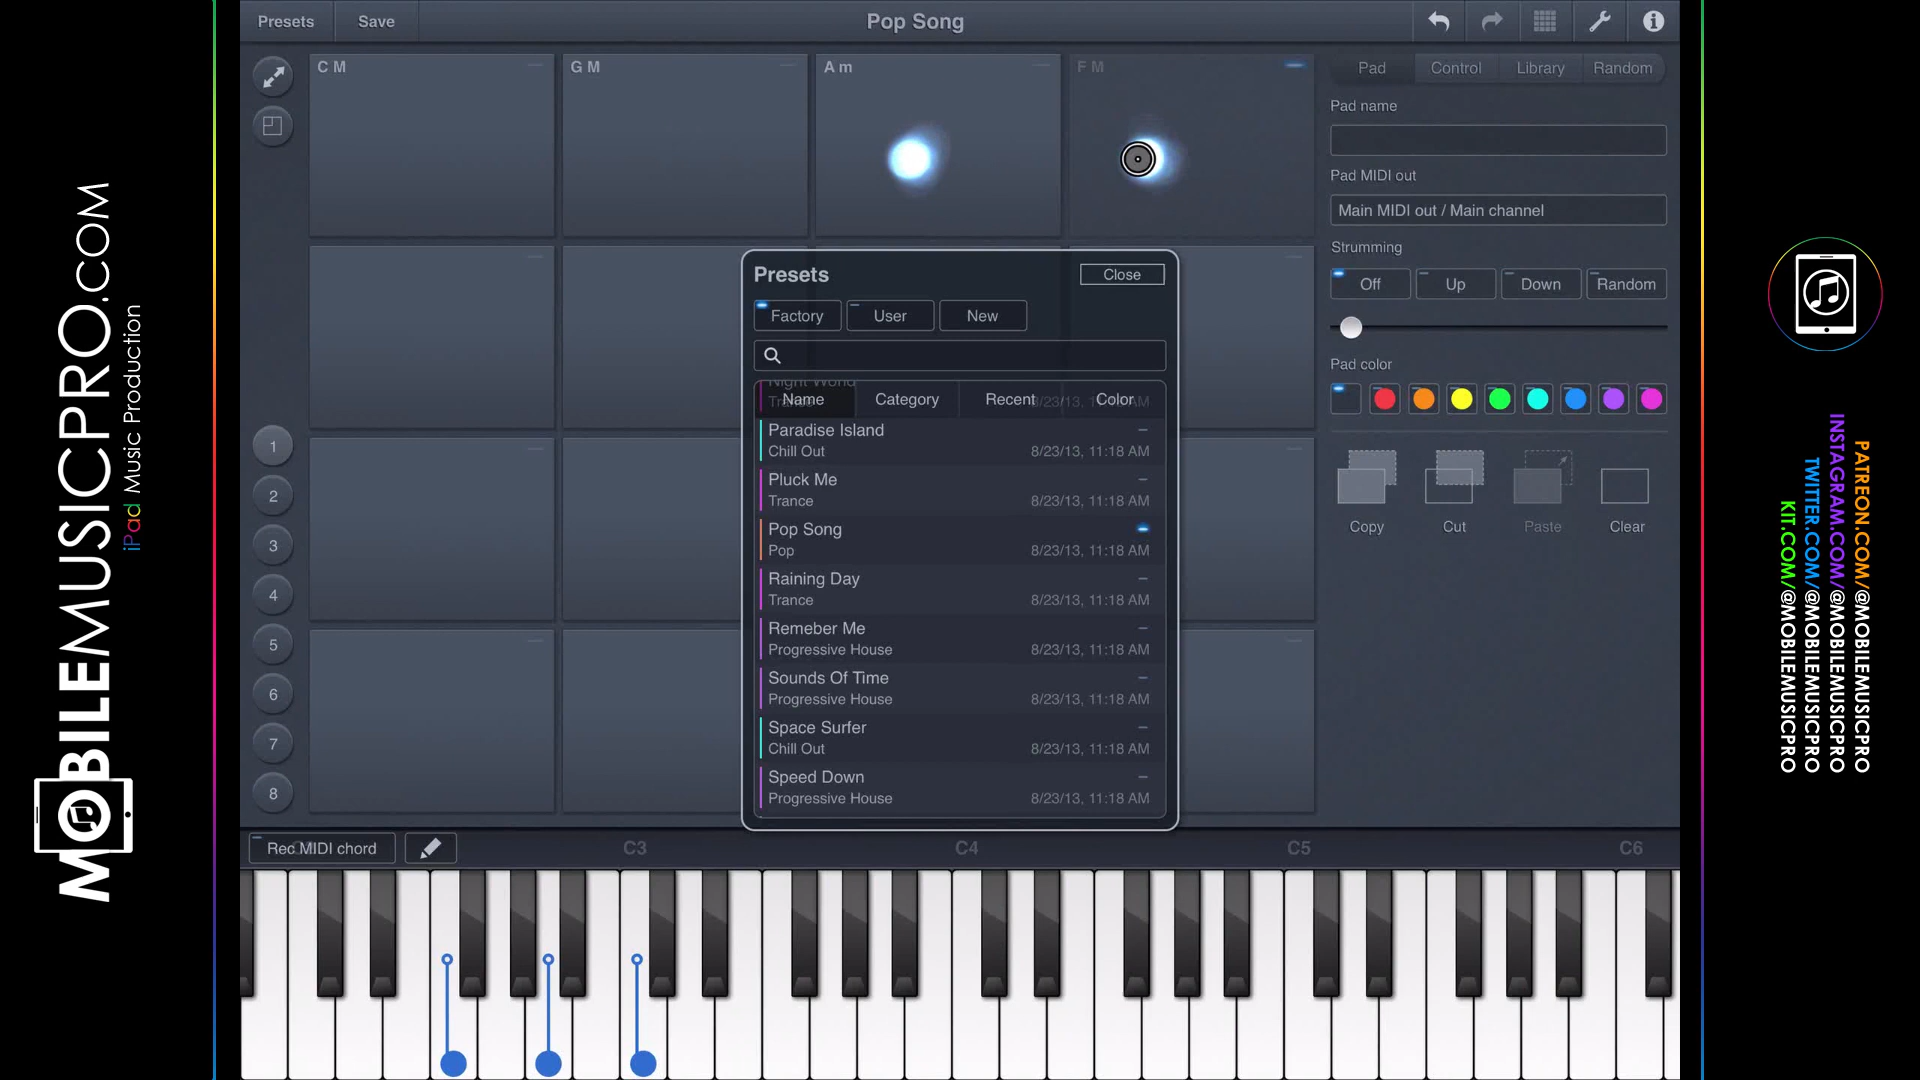 Presets
Save
Pop Song
C M
G M
A m
F M
Pad
Control
Library
Random
Pad name
Pad MIDI out
Main MIDI out / Main channel
Strumming
Off
Up
Down
Random
Pad color
Copy
Cut
Paste
Clear
Presets
Close
Factory
User
New
Night World
Name
Category
Recent
Color
Paradise Island
Chill Out
8/23/13, 11:18 AM
Pluck Me
Trance
8/23/13, 11:18 AM
Pop Song
Pop
8/23/13, 11:18 AM
Raining Day
Trance
8/23/13, 11:18 AM
Remeber Me
Progressive House
8/23/13, 11:18 AM
Sounds Of Time
Progressive House
8/23/13, 11:18 AM
Space Surfer
Chill Out
8/23/13, 11:18 AM
Speed Down
Progressive House
8/23/13, 11:18 AM
1
2
3
4
5
6
7
8
Rec MIDI chord
C3
C4
C5
C6
MOBILEMUSICPRO.COM
iPad Music Production
KIT.COM/@MOBILEMUSICPRO
TWITTER.COM/@MOBILEMUSICPRO
INSTAGRAM.COM/@MOBILEMUSICPRO
PATREON.COM/@MOBILEMUSICPRO